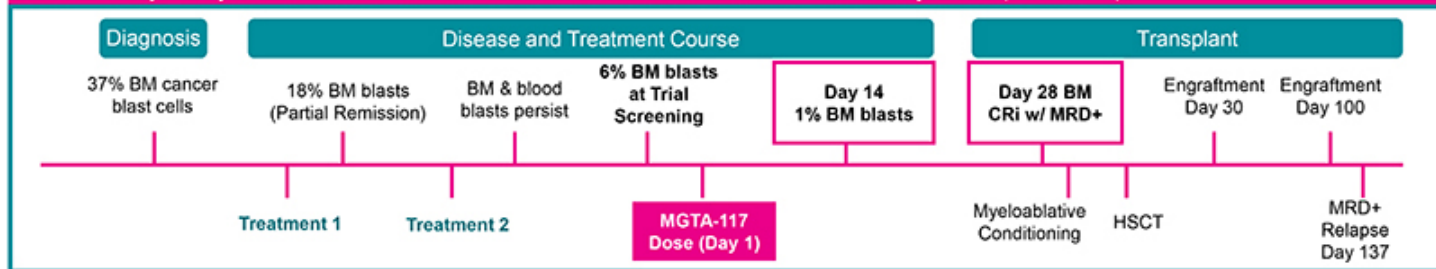 Diagnosis
Disease and Treatment Course
Transplant
37% BM cancer
blast cells
18% BM blasts
(Partial Remission)
BM & blood
blasts persist
6% BM blasts
at Trial
Screening
Day 14
1% BM blasts
Day 28 BM
CRi w/ MRD+
Engraftment
Day 30
Engraftment
Day 100
Treatment 1
Treatment 2
MGTA-117
Dose (Day 1)
Myeloablative
Conditioning
HSCT
MRD+
Relapse
Day 137